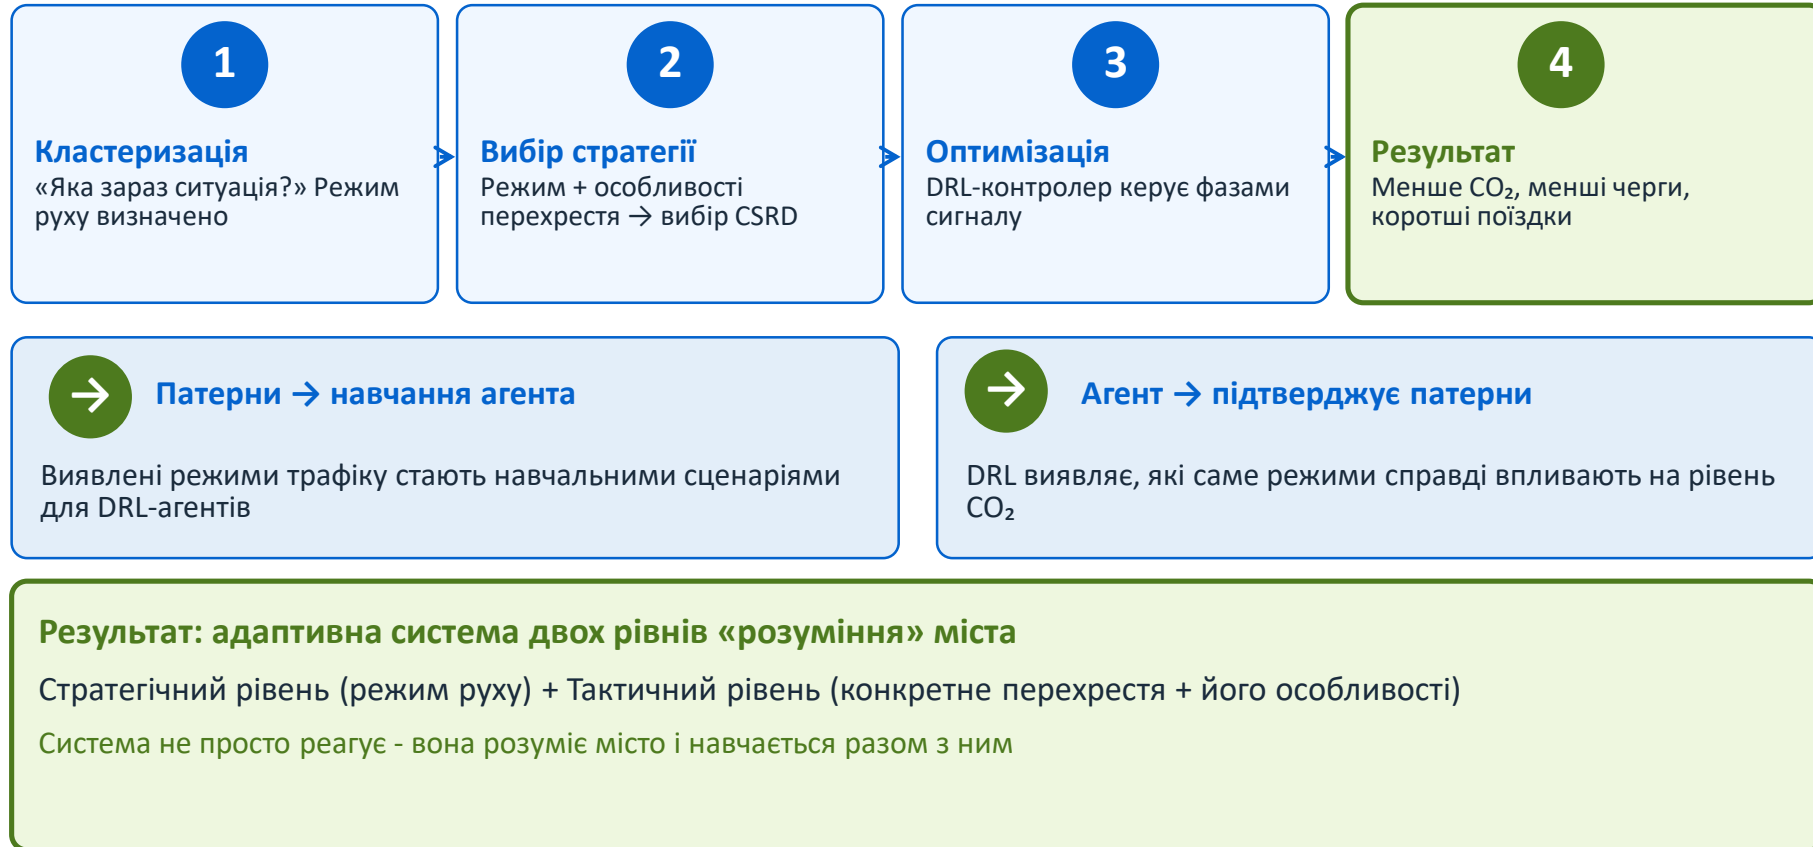 1
Кластеризація
«Яка зараз ситуація?» Режим
руху визначено
2
Вибір стратегії
Режим + особливості
перехрестя → вибір CSRD
3
Оптимізація
DRL-контролер керує фазами
сигналу
4
Результат
Менше CO₂, менші черги,
коротші поїздки
→ Патерни → навчання агента
Виявлені режими трафіку стають навчальними сценаріями
для DRL-агентів
→ Агент → підтверджує патерни
DRL виявляє, які саме режими справді впливають на рівень
CO₂
Результат: адаптивна система двох рівнів «розуміння» міста
Стратегічний рівень (режим руху) + Тактичний рівень (конкретне перехрестя + його особливості)
Система не просто реагує - вона розуміє місто і навчається разом з ним